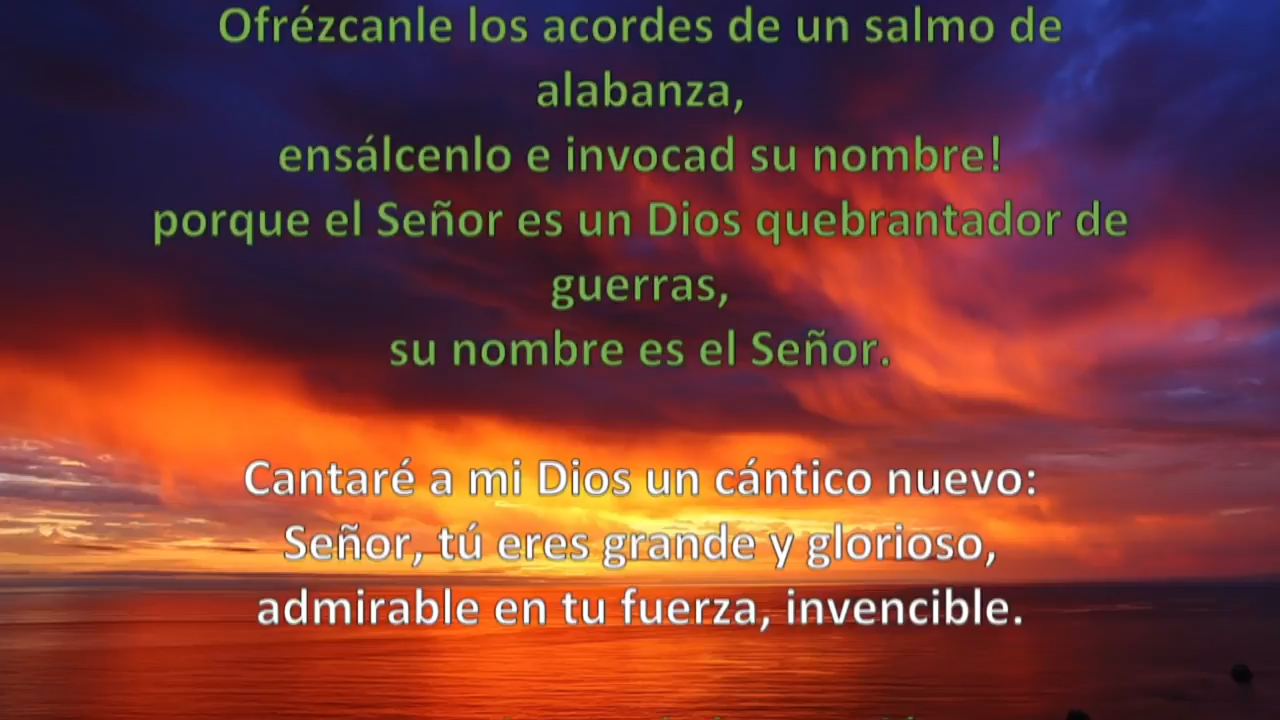 Ofrézcanle los acordes de un salmo de
alabanza,
ensálcenlo e invocad su nombre!
porque el Señor es un Dios quebrantador de
guerras,
su nombre es el Señor.
Cantaré a mi Dios un cántico nuevo:
Señor, tú eres grande y glorioso,
admirable en tu fuerza, invencible.